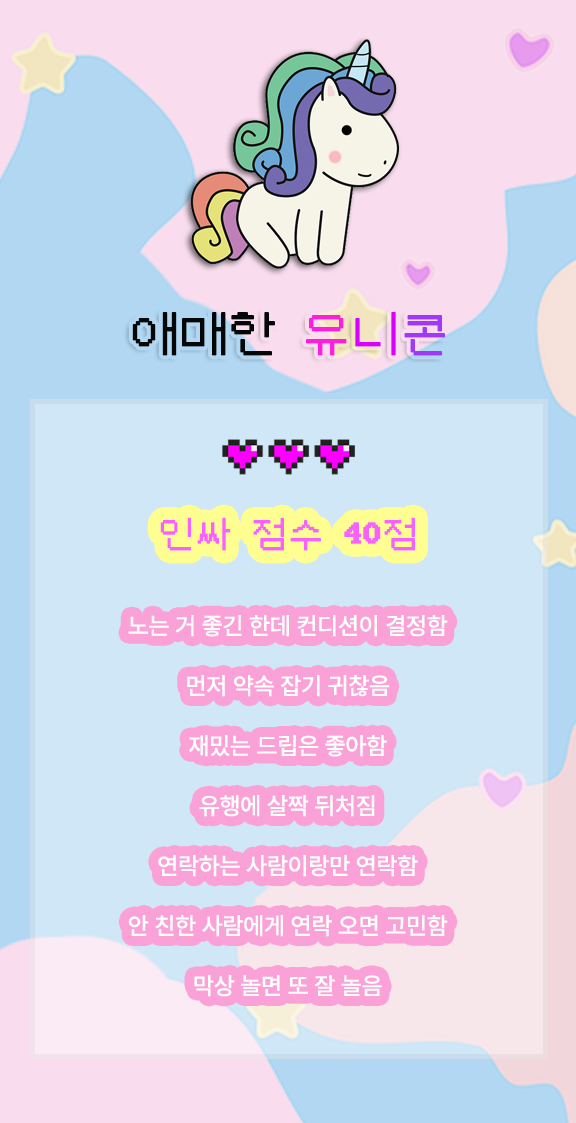 애매한 유니콘
인싸 점수 40점
노는 거 좋긴 한데 컨디션이 결정함
먼저 약속 잡기 귀찮음
재밌는 드립은 좋아함
유행에 살짝 뒤처짐
연락하는 사람이랑만 연락함
안 친한 사람에게 연락 오면 고민함
막상 놀면 또 잘 놀음